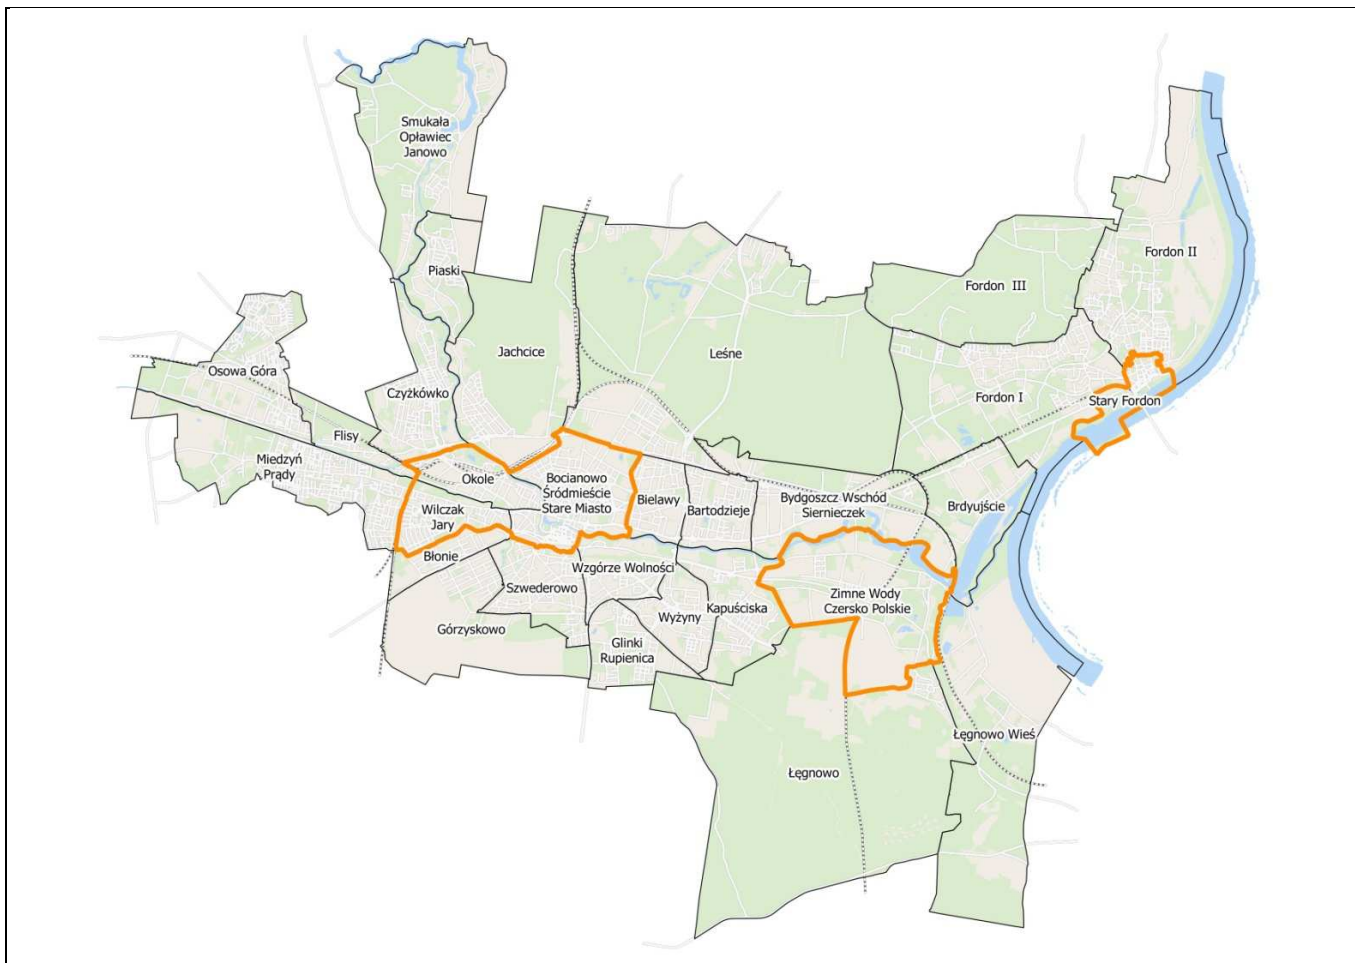 Smukała
Opławiec
Janowo
Fordon II
Piaski
Fordon  III
Jachcice
Leśne
Osowa Góra
Czyżkówko
Fordon I
Stary Fordon
Flisy
Miedzyń
Prądy
Okole
Bocianowo
Śródmieście
Stare Miasto
Bielawy
Bartodzieje
Bydgoszcz Wschód
Siernieczek
Brdyujście
Wilczak
Jary
Błonie
Szwederowo
Wzgórze Wolności
Zimne Wody
Czersko Polskie
Kapuściska
Wyżyny
Górzyskowo
Glinki
Rupienica
Łęgnowo Wieś
Łęgnowo